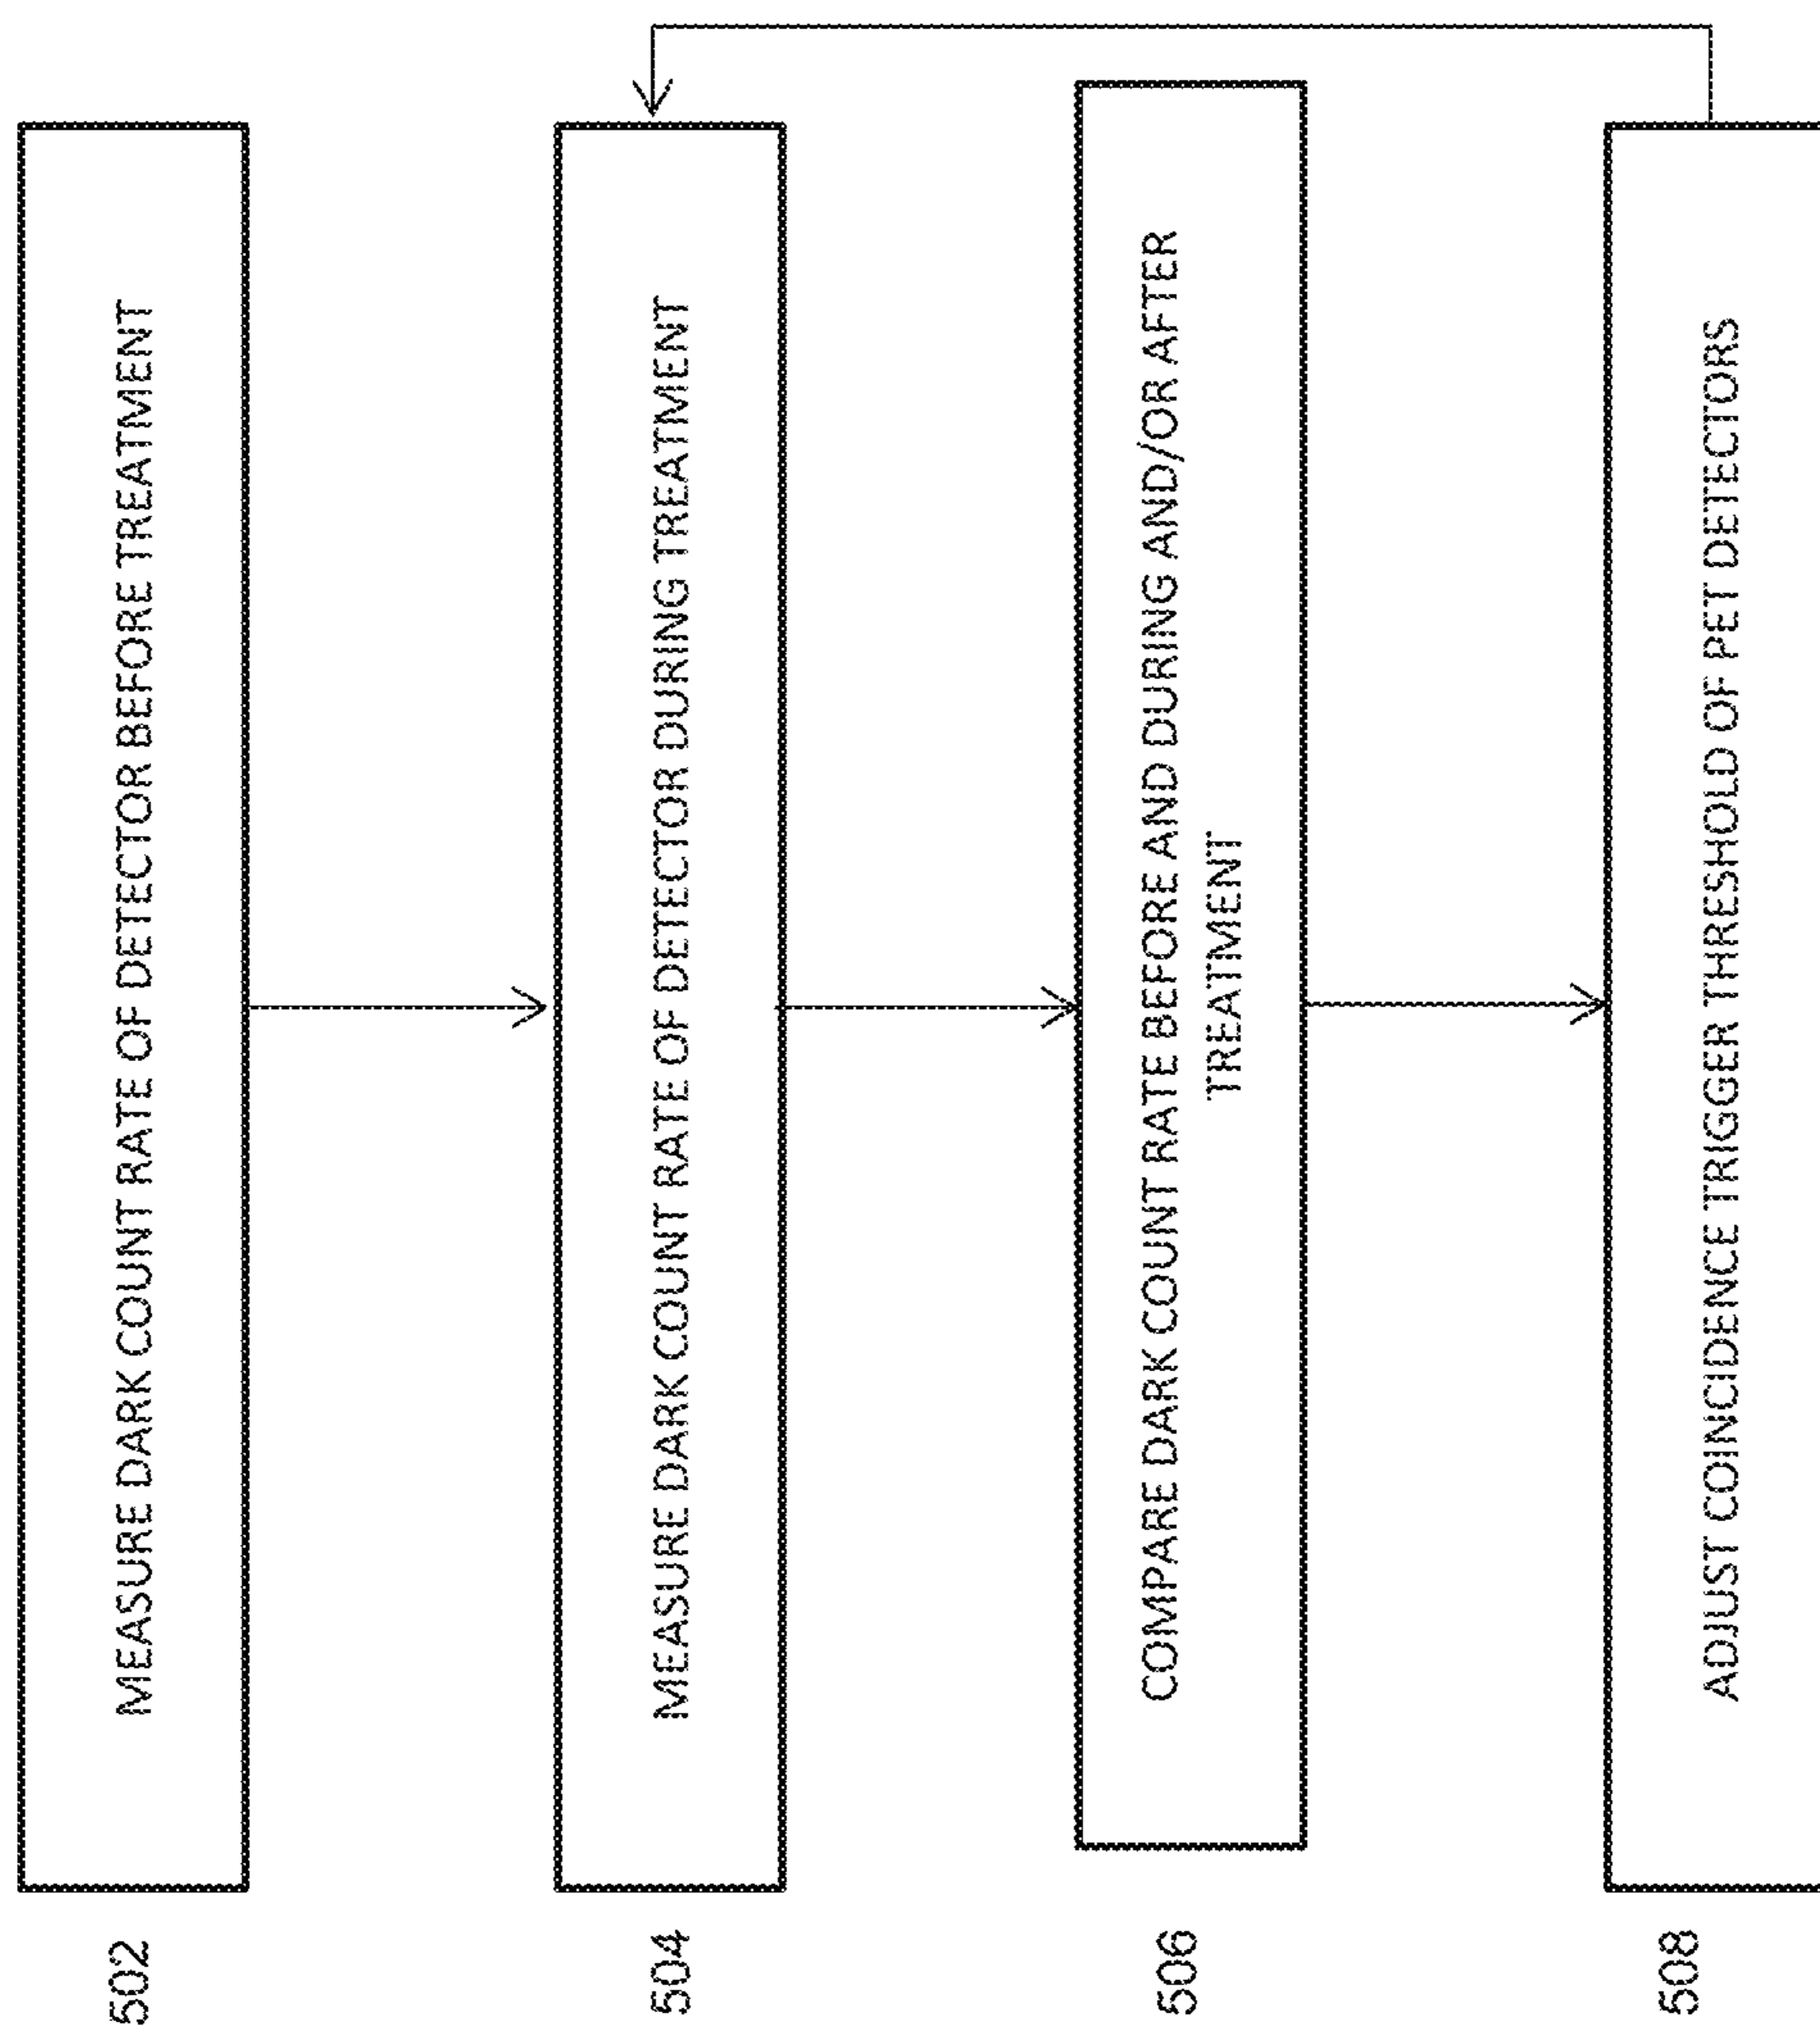 502
MEASURE DARK COUNT RATE OF DETECTOR BEFORE TREATMENT
504
MEASURE DARK COUNT RATE OF DETECTOR DURING TREATMENT
506
COMPARE DARK COUNT RATE BEFORE AND DURING AND/OR AFTER
TREATMENT
508
ADJUST COINCIDENCE TRIGGER THRESHOLD OF PET DETECTORS